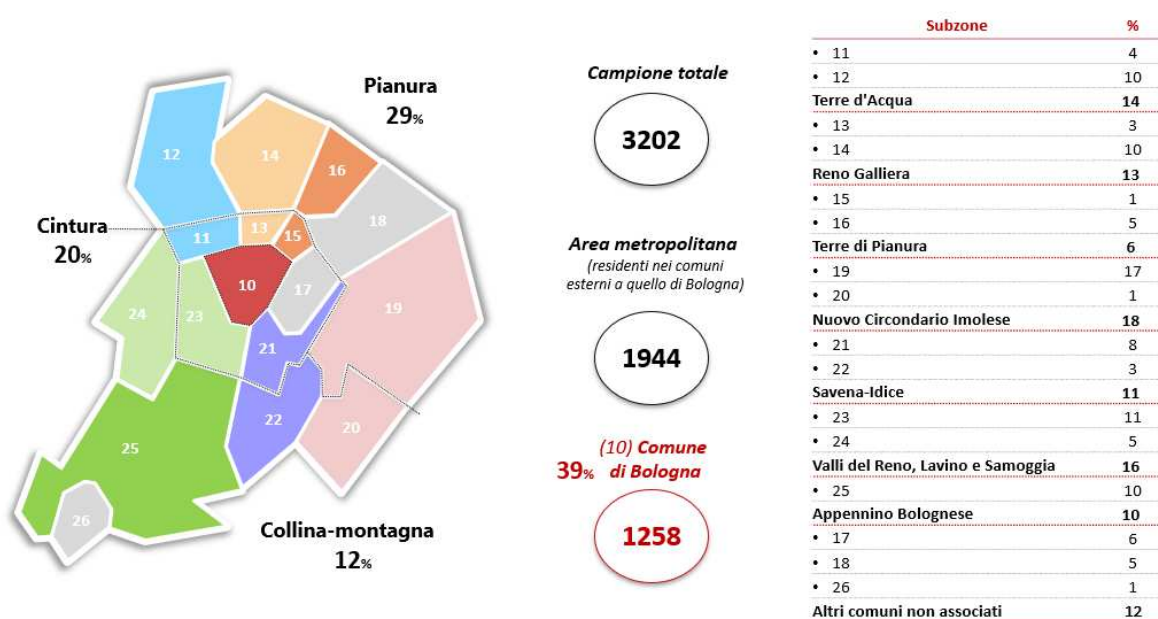 Pianura
29%
12
14
16
18
Cintura
20%
11
13
15
10
17
24
23
19
21
22
20
25
26
Collina-montagna
12%
Campione totale
3202
Area metropolitana
(residenti nei comuni
esterni a quello di Bologna)
1944
(10) Comune
39% di Bologna
1258
Subzone %
• 11 4
• 12 10
Terre d'Acqua 14
• 13 3
• 14 10
Reno Galliera 13
• 15 1
• 16 5
Terre di Pianura 6
• 19 17
• 20 1
Nuovo Circondario Imolese 18
• 21 8
• 22 3
Savena-Idice 11
• 23 11
• 24 5
Valli del Reno, Lavino e Samoggia 16
• 25 10
Appennino Bolognese 10
• 17 6
• 18 5
• 26 1
Altri comuni non associati 12